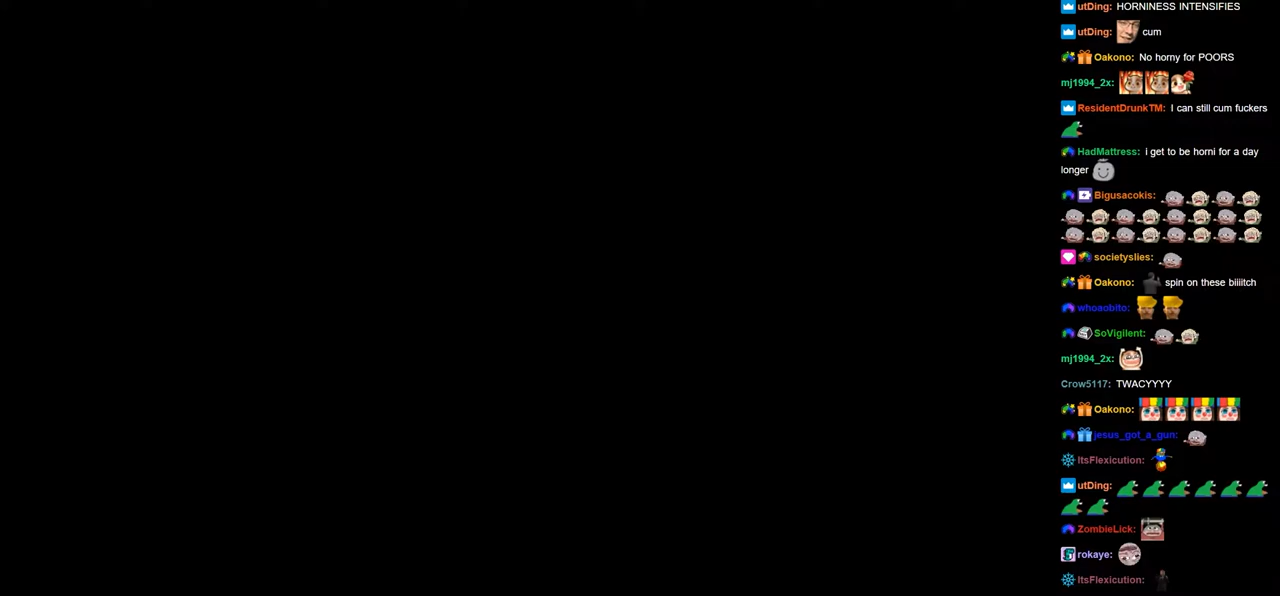 utDing: HORNINESS INTENSIFIES
utDing: cum
Oakono: No horny for POORS
mj1994_2x:
ResidentDrunkTM: I can still cum fuckers
HadMattress: i get to be horni for a day
longer
Bigusacokis:
societyslies:
Oakono: spin on these biiiitch
whoaobito:
SoVigilent:
mj1994_2x:
Crow5117: TWACYYYY
Oakono:
jesus_got_a_gun:
ItsFlexicution:
utDing:
ZombieLick:
rokaye:
ItsFlexicution: